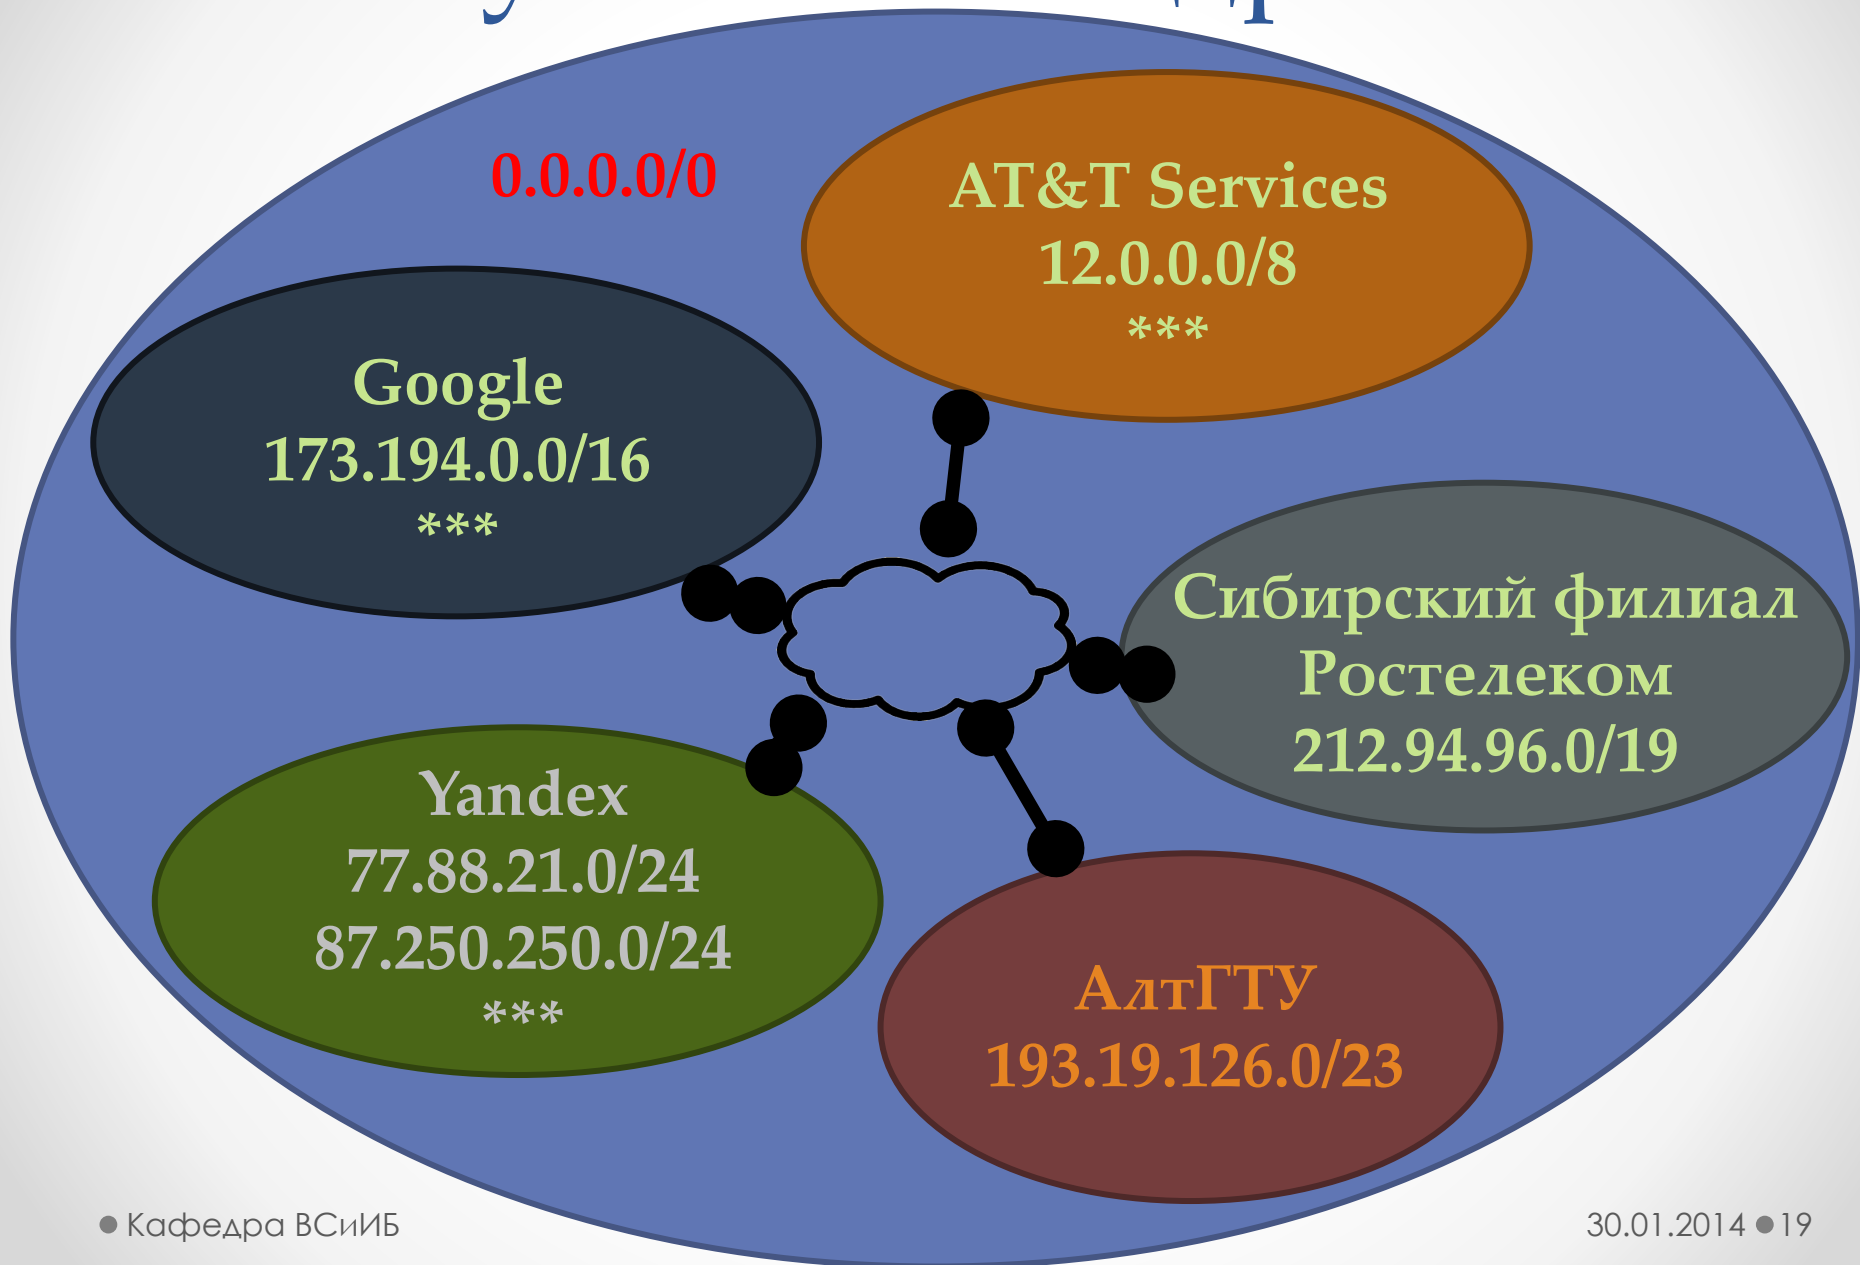 0.0.0.0/0
AT&T Services
12.0.0.0/8
***
Google
173.194.0.0/16
***
Сибирский филиал
Ростелеком
212.94.96.0/19
Yandex
77.88.21.0/24
87.250.250.0/24
***
АлтГТУ
193.19.126.0/23
Кафедра ВСиИБ
30.01.2014
19